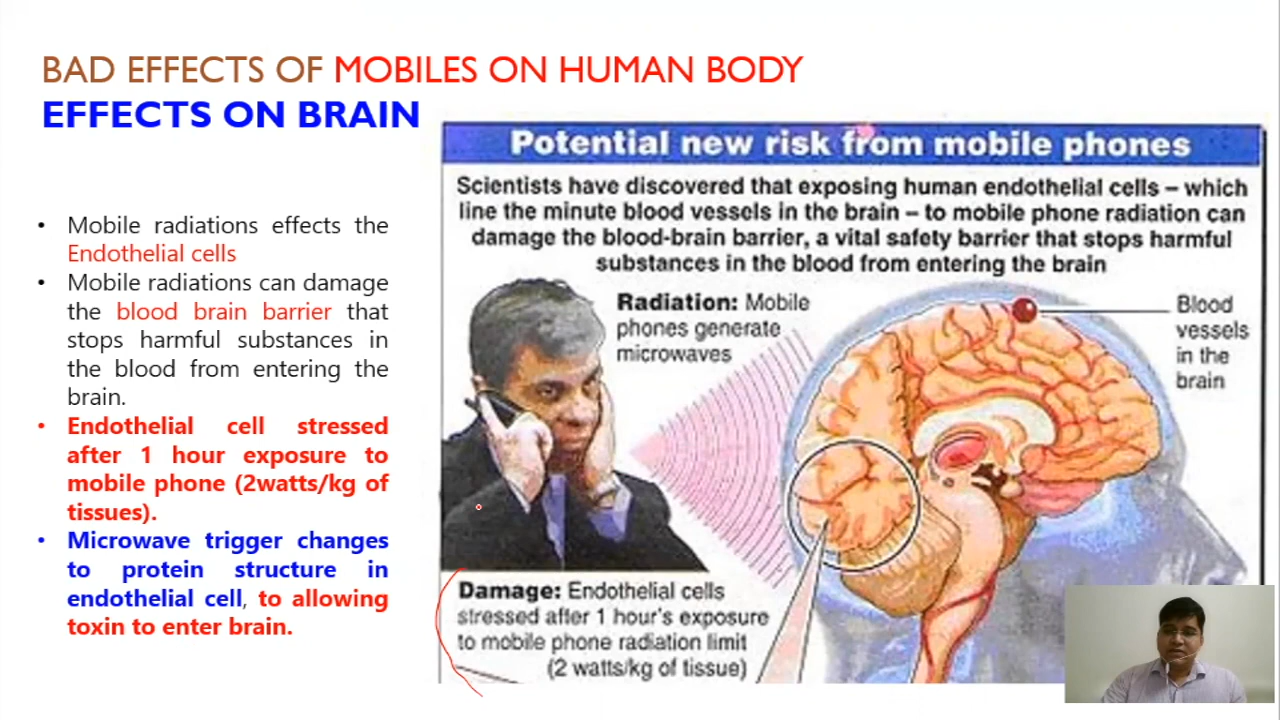 BAD EFFECTS OF MOBILES ON HUMAN BODY
EFFECTS ON BRAIN
• Mobile radiations effects the
Endothelial cells
• Mobile radiations can damage
the blood brain barrier that
stops harmful substances in
the blood from entering the
brain.
• Endothelial cell stressed
after 1 hour exposure to
mobile phone (2watts/kg of
tissues).
• Microwave trigger changes
to protein structure in
endothelial cell, to allowing
toxin to enter brain.
Potential new risk from mobile phones
Scientists have discovered that exposing human endothelial cells – which
line the minute blood vessels in the brain – to mobile phone radiation can
damage the blood-brain barrier, a vital safety barrier that stops harmful
substances in the blood from entering the brain
Radiation: Mobile
phones generate
microwaves
Blood
vessels
in the
brain
Damage: Endothelial cells
stressed after 1 hour's exposure
to mobile phone radiation limit
(2 watts/kg of tissue)